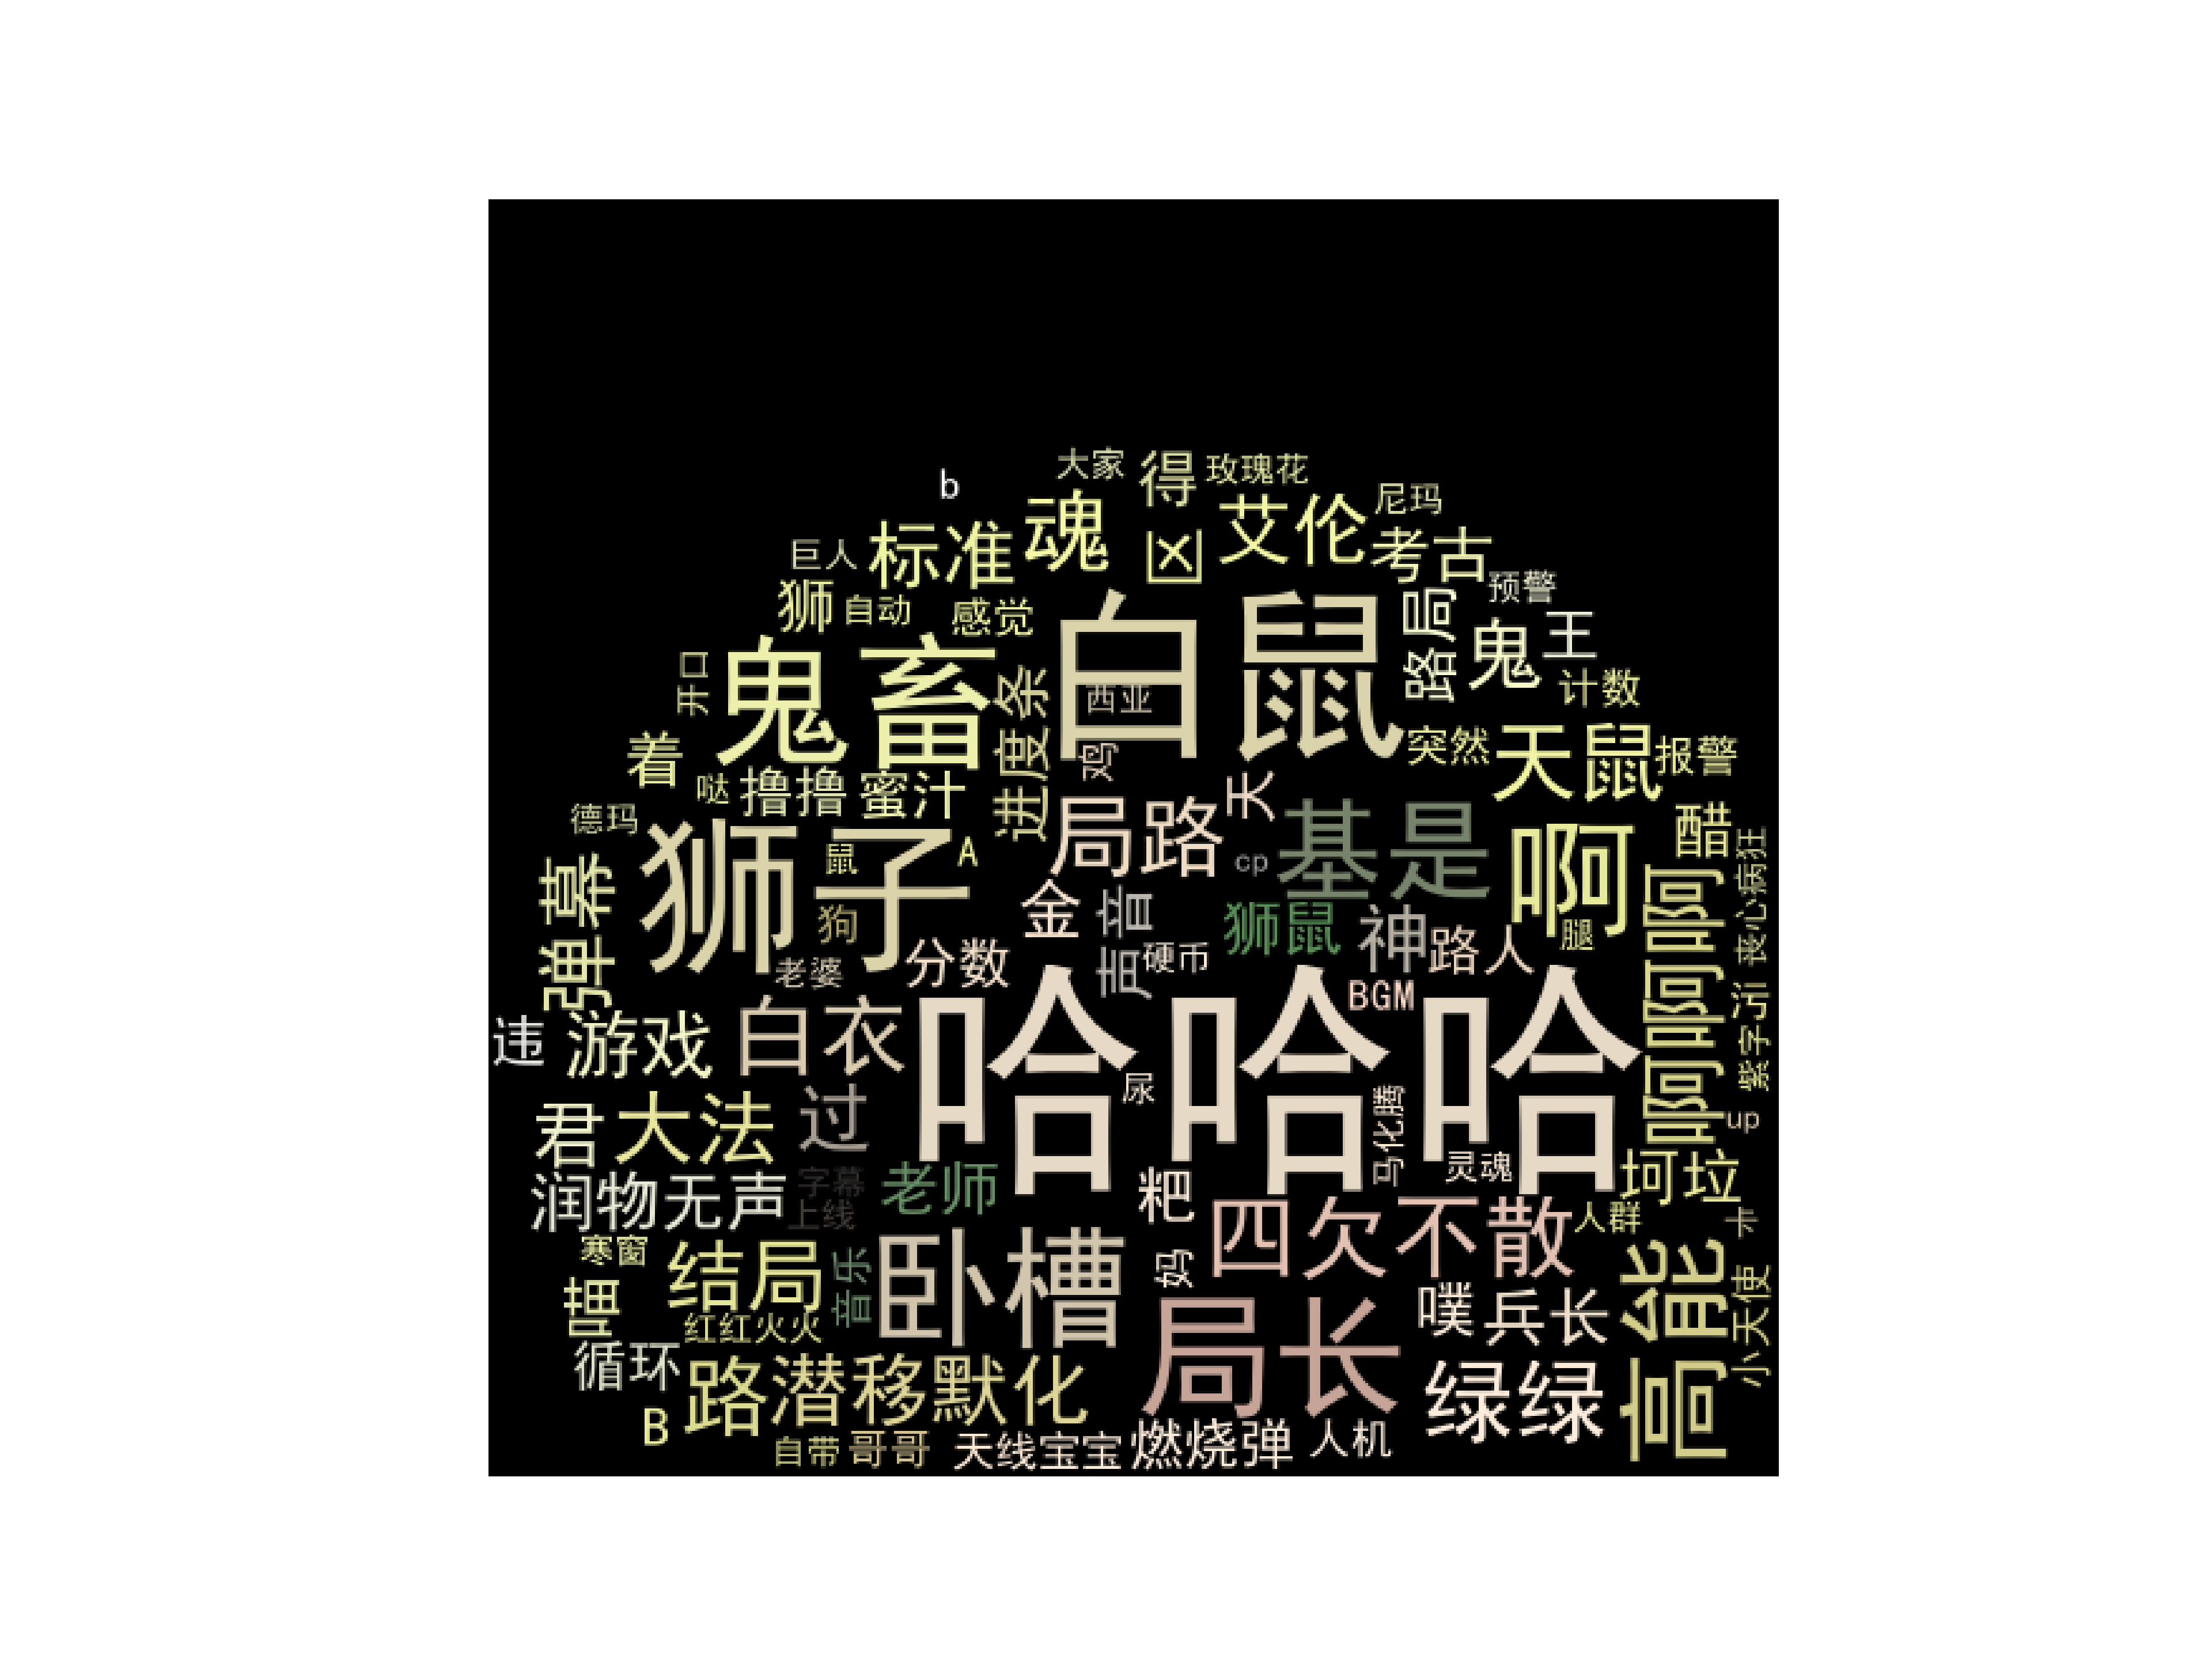 大家
得
玫瑰花
b
魂
艾伦
尼玛
巨人
标准
区
考古
狮
自动
感觉
白鼠
路局
预警
鬼
王
开口
鬼畜
进度条
西业
计数
着
哒
撸撸
蜜汁
鸡
天
突然
天鼠
报警
德玛
狮子
鼠
A
局路
cp
基是
啊
醋
丧心病狂
弹幕
狗
金
声音
狮鼠
神
路人
腿
啊啊啊
老婆
分数
硬币
BGM
违
游戏
白衣
哈哈哈
紫字
君
大法
过
尿
马化腾
up
润物无声
字幕
上线
老师
粑
灵魂
坷垃
寒窗
结局
音乐
卧槽
妈
四欠不散
人群
卡
喵
红红火火
局长
噗
兵长
高能
小天使
循环
路
潜移默化
绿绿
B
自带
哥哥
天线宝宝
燃烧弹
人机